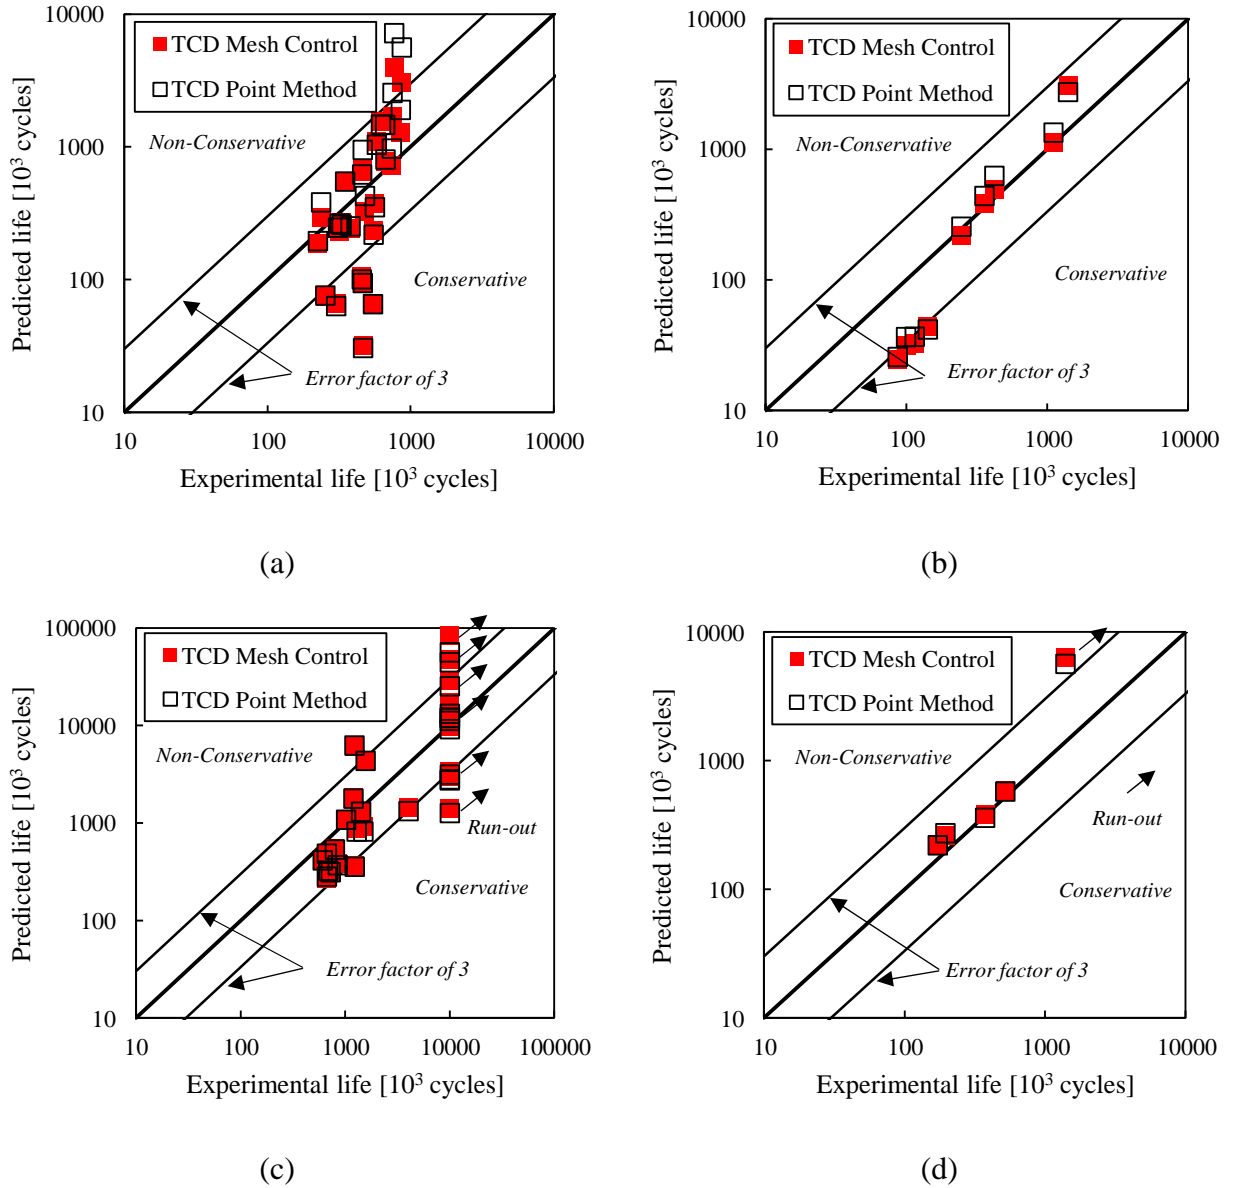 10000
1000
100
10
Predicted life [10³ cycles]
TCD Mesh Control
TCD Point Method
Non-Conservative
Conservative
Error factor of 3
10 100 1000 10000
Experimental life [10³ cycles]
(a)
10000
1000
100
10
Predicted life [10³ cycles]
TCD Mesh Control
TCD Point Method
Non-Conservative
Conservative
Error factor of 3
10 100 1000 10000
Experimental life [10³ cycles]
(b)
100000
10000
1000
100
10
Predicted life [10³ cycles]
TCD Mesh Control
TCD Point Method
Non-Conservative
Run-out
Conservative
Error factor of 3
10 100 1000 10000 100000
Experimental life [10³ cycles]
(c)
10000
1000
100
10
Predicted life [10³ cycles]
TCD Mesh Control
TCD Point Method
Non-Conservative
Run-out
Conservative
Error factor of 3
10 100 1000 10000
Experimental life [10³ cycles]
(d)